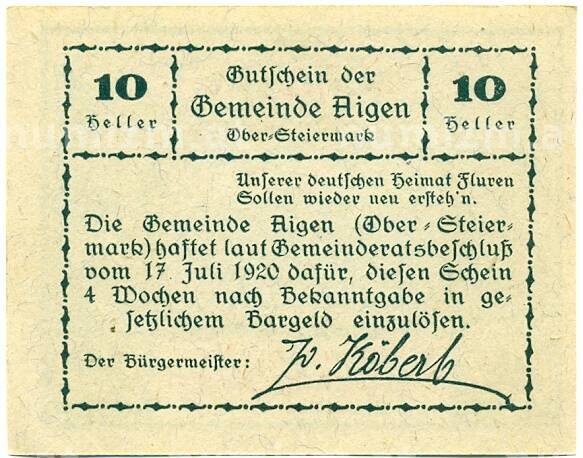 10
Heller
Gutschein der
Gemeinde Aigen
Ober-Steiermark
10
Heller
Unserer deutschen Heimat Fluren
Sollen wieder neu ersteh'n.
Die Gemeinde Aigen (Ober-Steier-
mark) haftet laut Gemeinderatsbeschluß
vom 17. Juli 1920 dafür, diesen Schein
4 Wochen nach Bekanntgabe in ge-
setzlichem Bargeld einzulösen.
Der Bürgermeister: